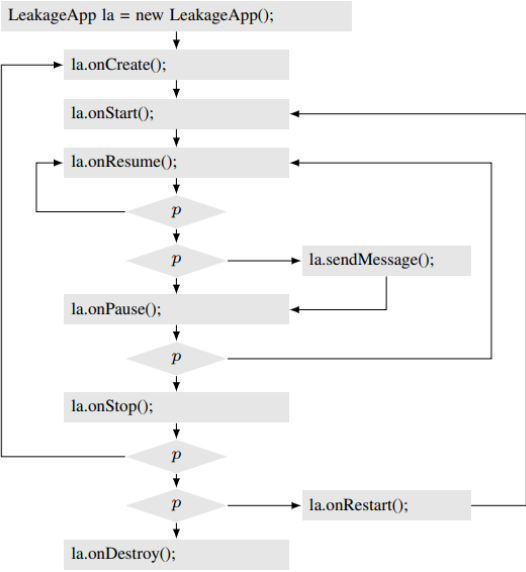 LeakageApp la = new LeakageApp();
la.onCreate();
la.onStart();
la.onResume();
p
p
la.sendMessage();
la.onPause();
p
la.onStop();
p
p
la.onRestart();
la.onDestroy();